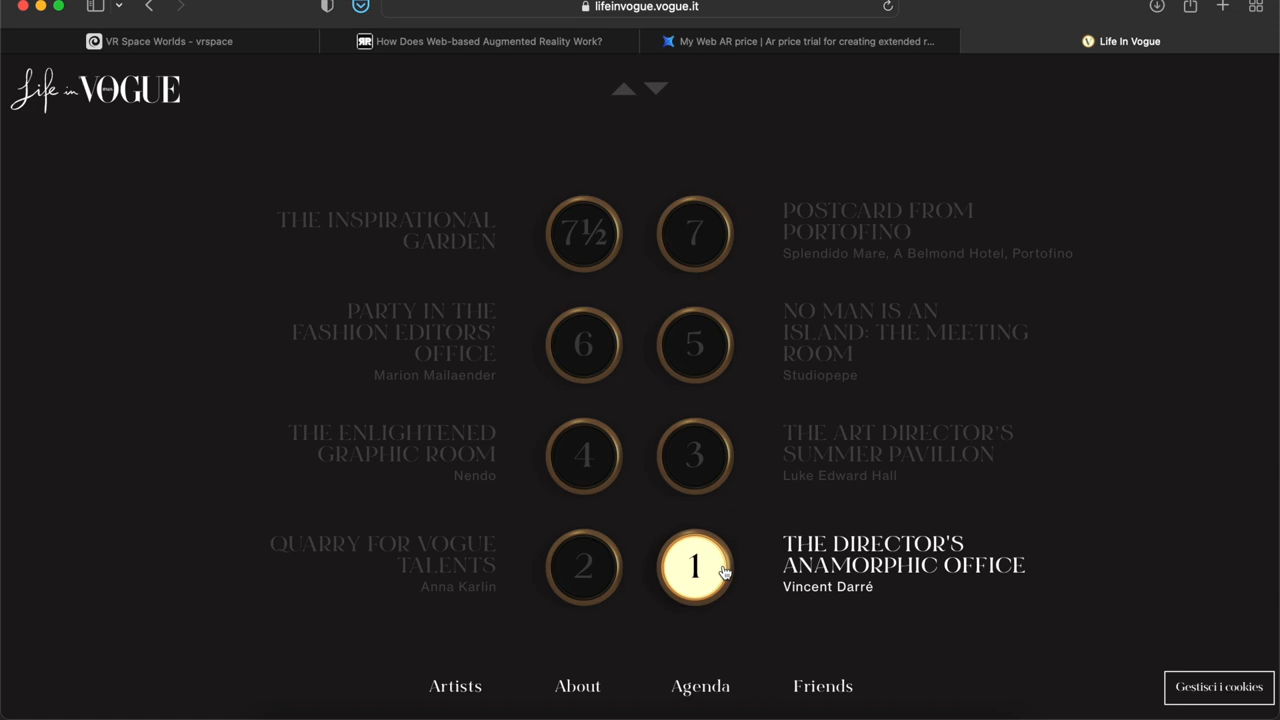 lifeinvogue.vogue.it
VR Space Worlds - vrspace
How Does Web-based Augmented Reality Work?
My Web AR price | Ar price trial for creating extended r...
Life In Vogue
Life in VOGUE
THE INSPIRATIONAL
GARDEN
7½
7
POSTCARD FROM
PORTOFINO
Splendido Mare, A Belmond Hotel, Portofino
PARTY IN THE
FASHION EDITORS'
OFFICE
Marion Mailaender
6
5
NO MAN IS AN
ISLAND: THE MEETING
ROOM
Studiopepe
THE ENLIGHTENED
GRAPHIC ROOM
Nendo
4
3
THE ART DIRECTOR'S
SUMMER PAVILLON
Luke Edward Hall
QUARRY FOR VOGUE
TALENTS
Anna Karlin
2
1
THE DIRECTOR'S
ANAMORPHIC OFFICE
Vincent Darré
Artists
About
Agenda
Friends
Gestisci i cookies